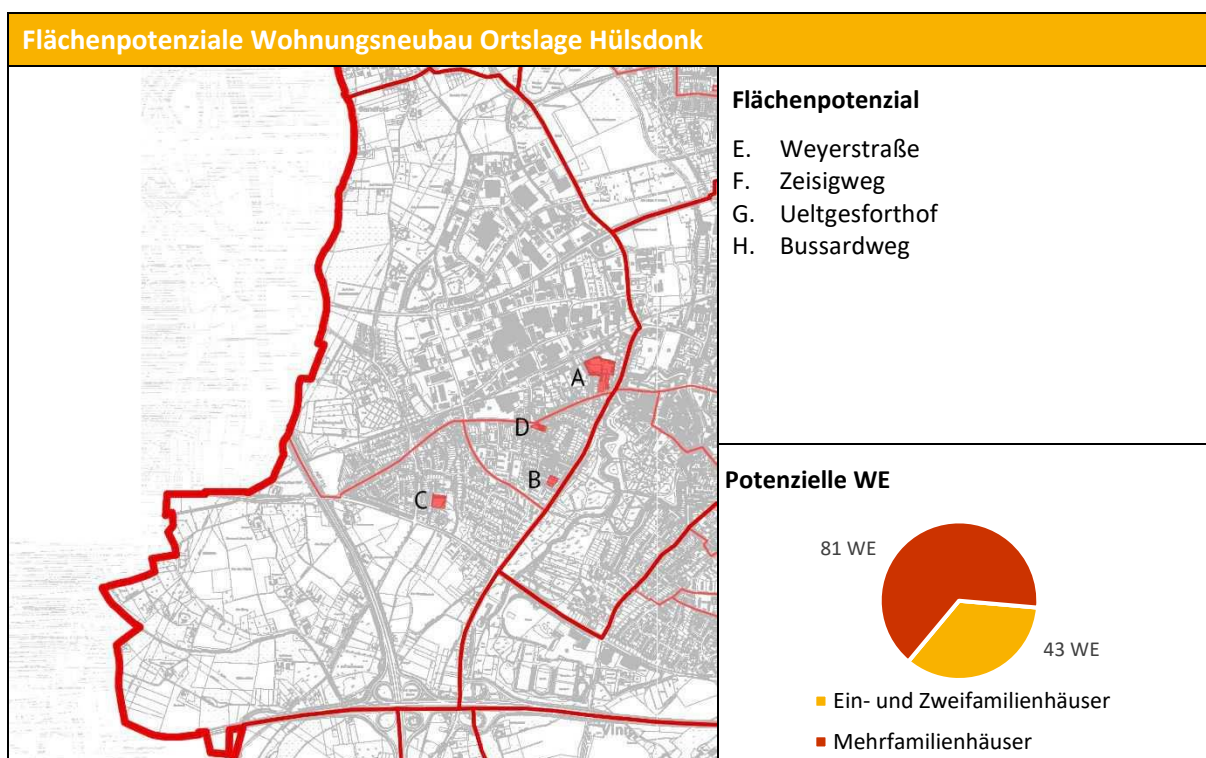 Flächenpotenziale Wohnungsneubau Ortslage Hülsdonk
A
D
B
C
Flächenpotenzial
E. Weyerstraße
F. Zeisigweg
G. Ueltgesforthof
H. Bussardweg
Potenzielle WE
81 WE
43 WE
Ein- und Zweifamilienhäuser
Mehrfamilienhäuser